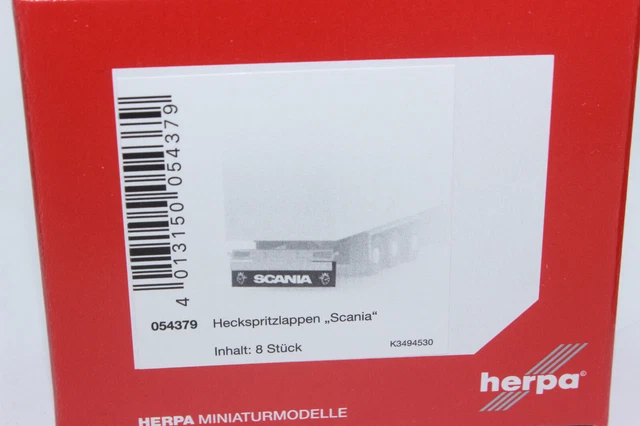 4 013150 054379
SCANIA
054379 Heckspritzlappen „Scania“
Inhalt: 8 Stück K3494530
herpa®
HERPA MINIATURMODELLE